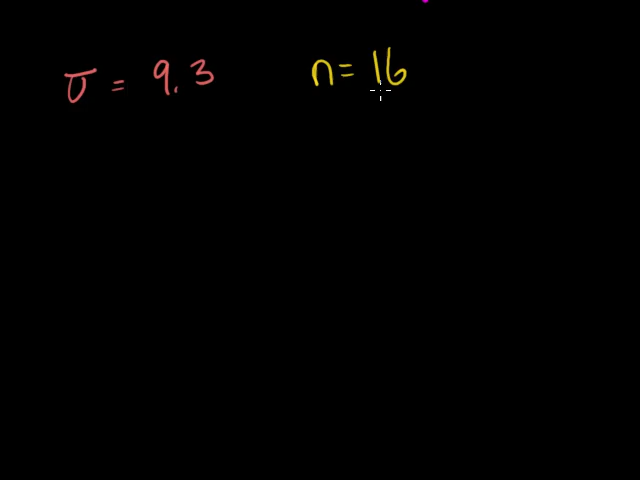 σ = 9.3 n = 16